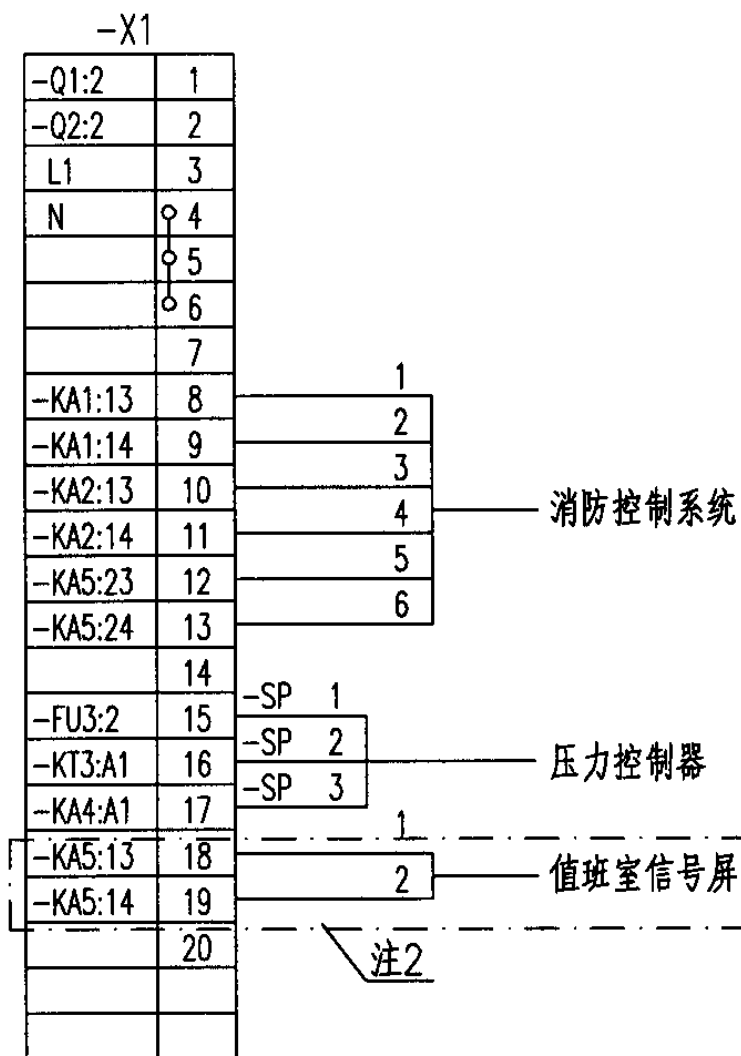 -X1
-Q1:2 1
-Q2:2 2
L1 3
N 4
5
6
7
1
-KA1:13 8
2
-KA1:14 9
3
-KA2:13 10
消防控制系统
4
-KA2:14 11
5
-KA5:23 12
6
-KA5:24 13
14
-SP 1
-FU3:2 15
-SP 2
-KT3:A1 16
压力控制器
-SP 3
-KA4:A1 17
1
-KA5:13 18
2
值班室信号屏
-KA5:14 19
20
注2